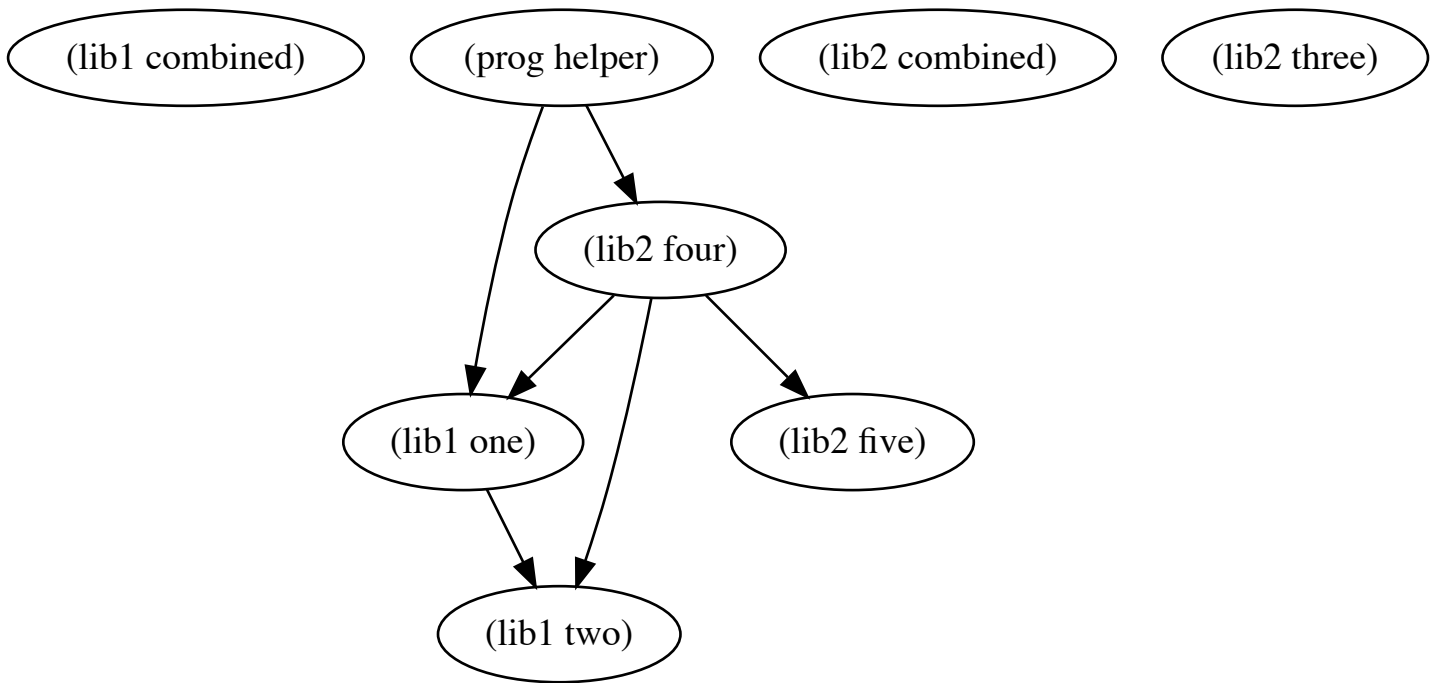 (lib1 combined)
(prog helper)
(lib2 combined)
(lib2 three)
(lib2 four)
(lib1 one)
(lib2 five)
(lib1 two)